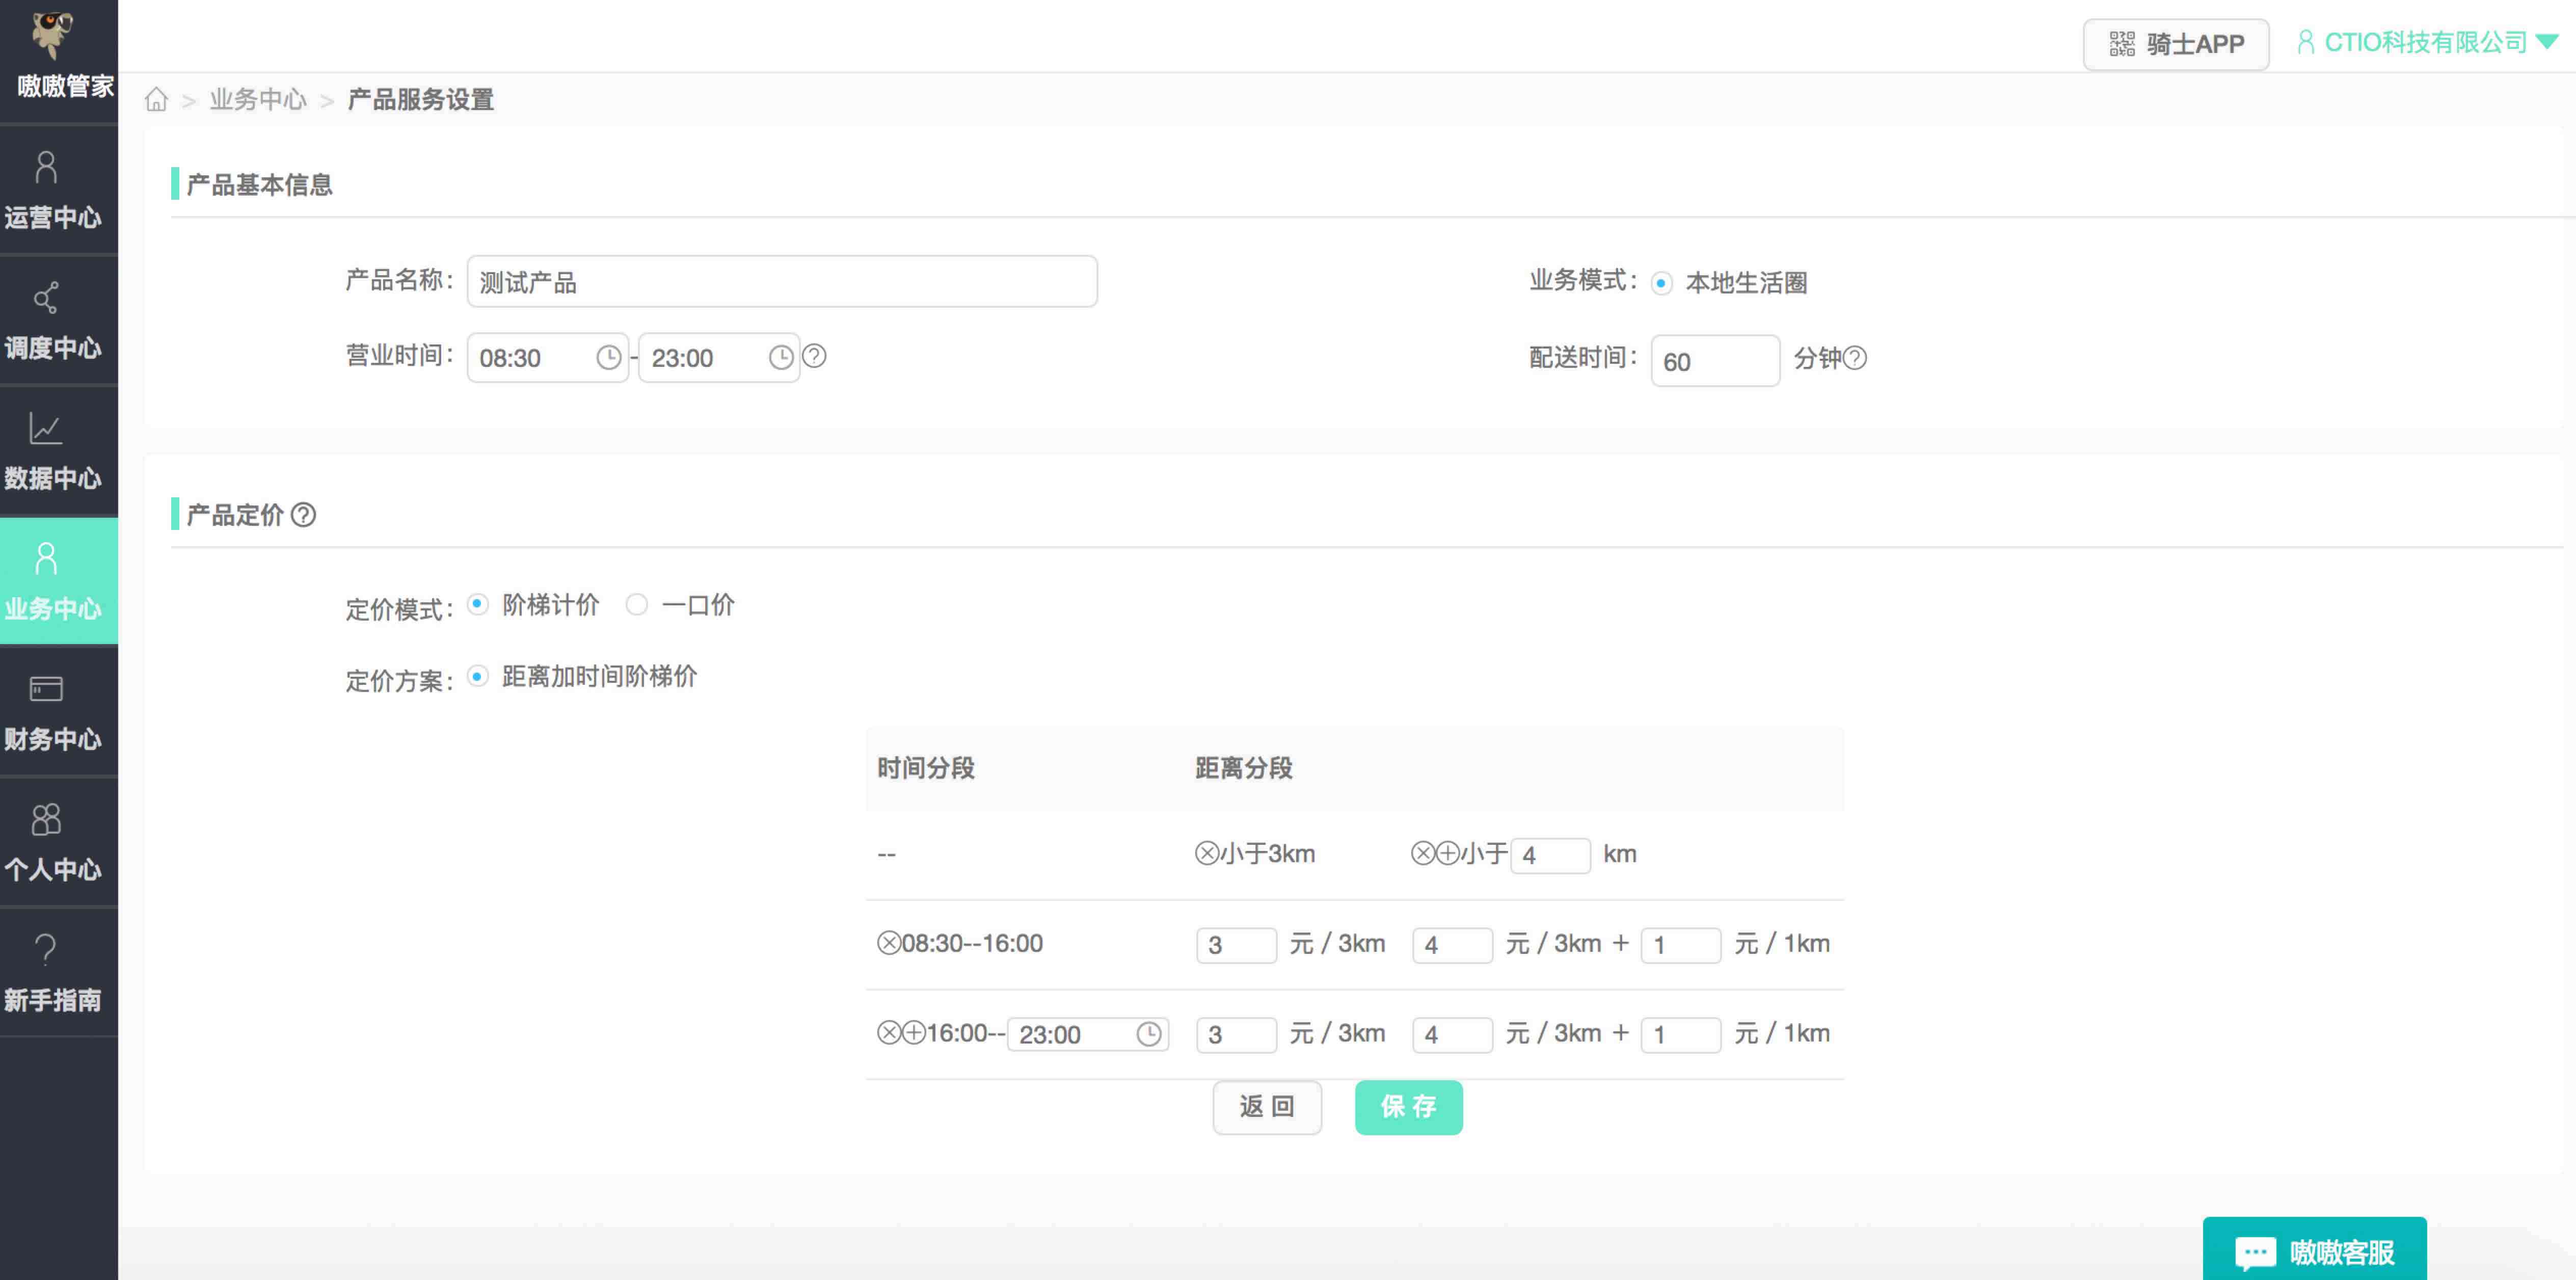 嗷嗷管家
骑士APP CTIO科技有限公司
> 业务中心 > 产品服务设置
运营中心
调度中心
数据中心
业务中心
财务中心
个人中心
新手指南
产品基本信息
产品名称： 测试产品 业务模式： 本地生活圈
营业时间： 08:30 - 23:00 ? 配送时间： 60 分钟?
产品定价 ?
定价模式： 阶梯计价 一口价
定价方案： 距离加时间阶梯价
时间分段 距离分段
-- ⊗小于3km ⊗⊕小于 4 km
⊗08:30--16:00 3 元 / 3km 4 元 / 3km + 1 元 / 1km
⊗⊕16:00-- 23:00 3 元 / 3km 4 元 / 3km + 1 元 / 1km
返 回 保 存
嗷嗷客服